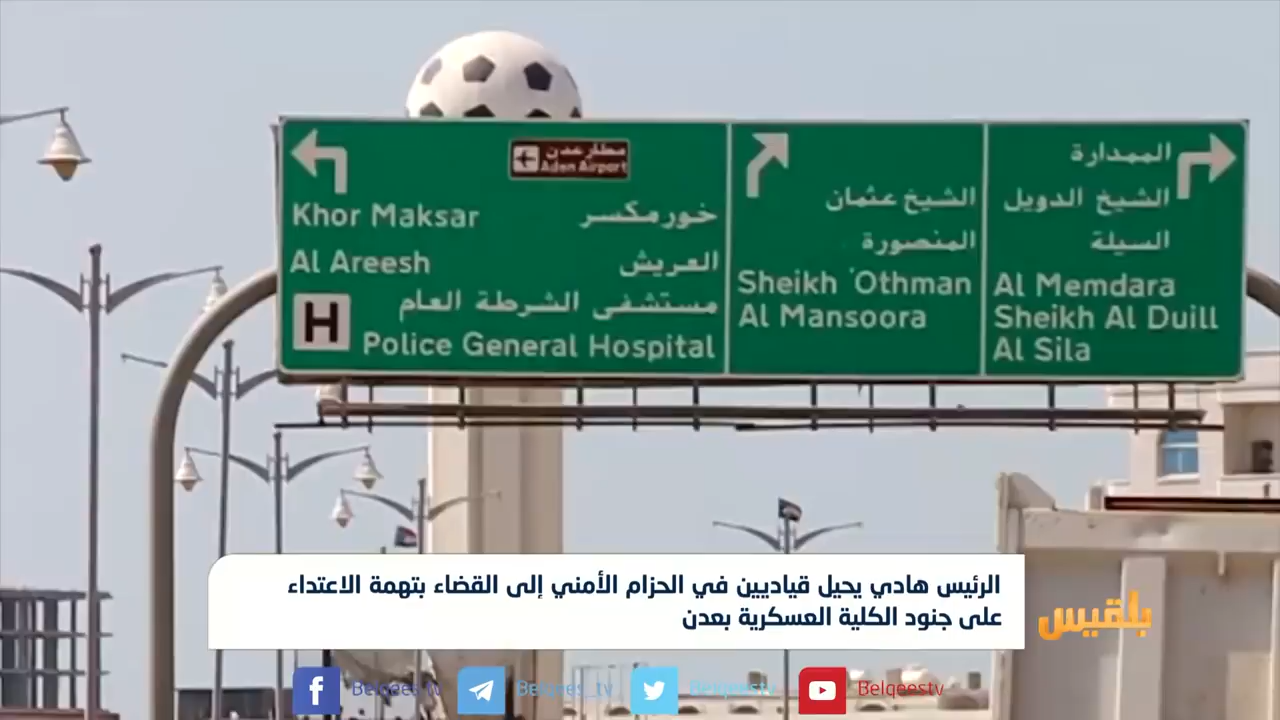 مطار عدن
Aden Airport
Khor Maksar خور مكسر
Al Areesh العريش
H مستشفى الشرطة العام
Police General Hospital
الشيخ عثمان
المنصورة
Sheikh 'Othman
Al Mansoora
الممدارة
الشيخ الدويل
السيلة
Al Memdara
Sheikh Al Duill
Al Sila
الرئيس هادي يحيل قياديين في الحزام الأمني إلى القضاء بتهمة الاعتداء
على جنود الكلية العسكرية بعدن
بلقيس
Belqees tv Belqees_tv Belqeestv Belqeestv